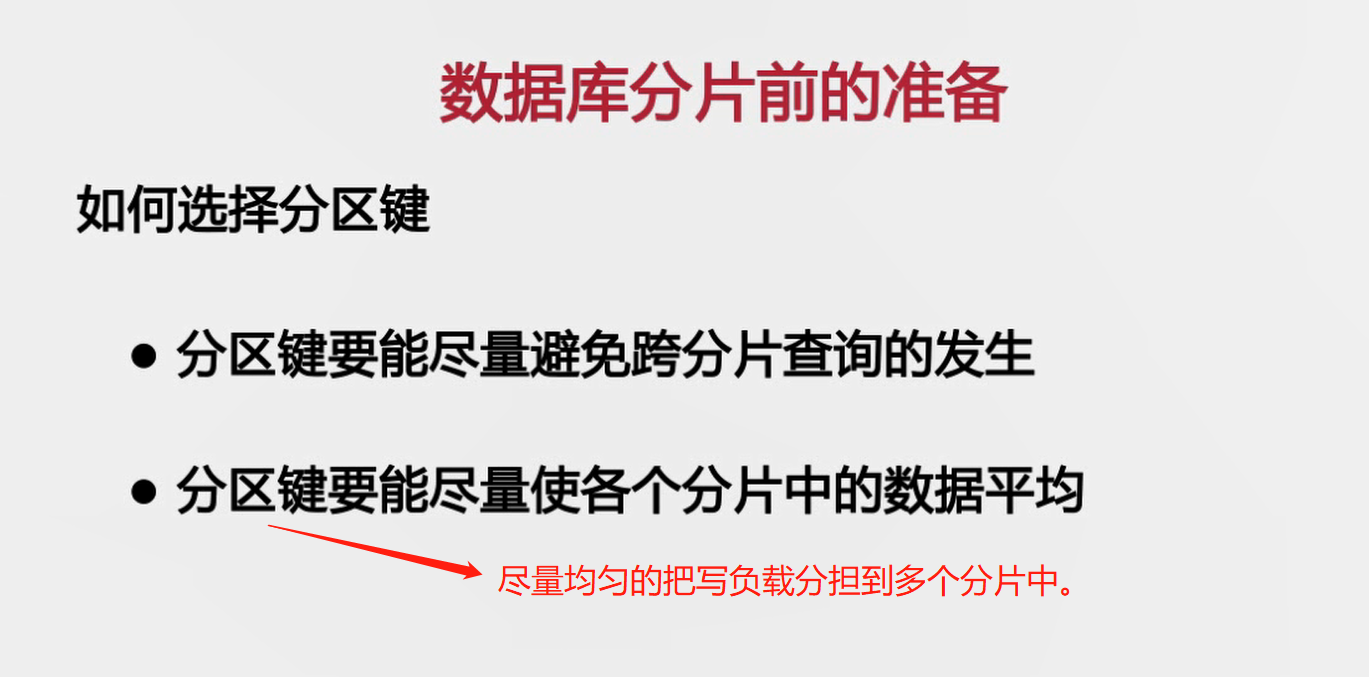 数据库分片前的准备
如何选择分区键
● 分区键要能尽量避免跨分片查询的发生
● 分区键要能尽量使各个分片中的数据平均
尽量均匀的把写负载分担到多个分片中。